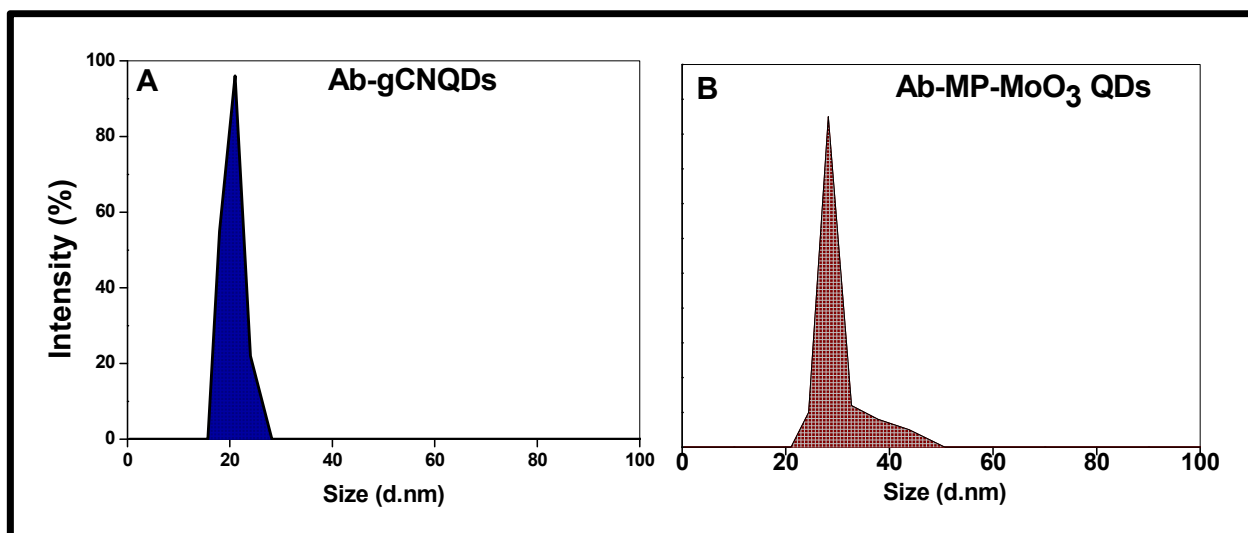 A
Ab-gCNQDs
100
80
60
40
20
0
Intensity (%)
0 20 40 60 80 100
Size (d.nm)
B
Ab-MP-MoO3 QDs
0 20 40 60 80 100
Size (d.nm)